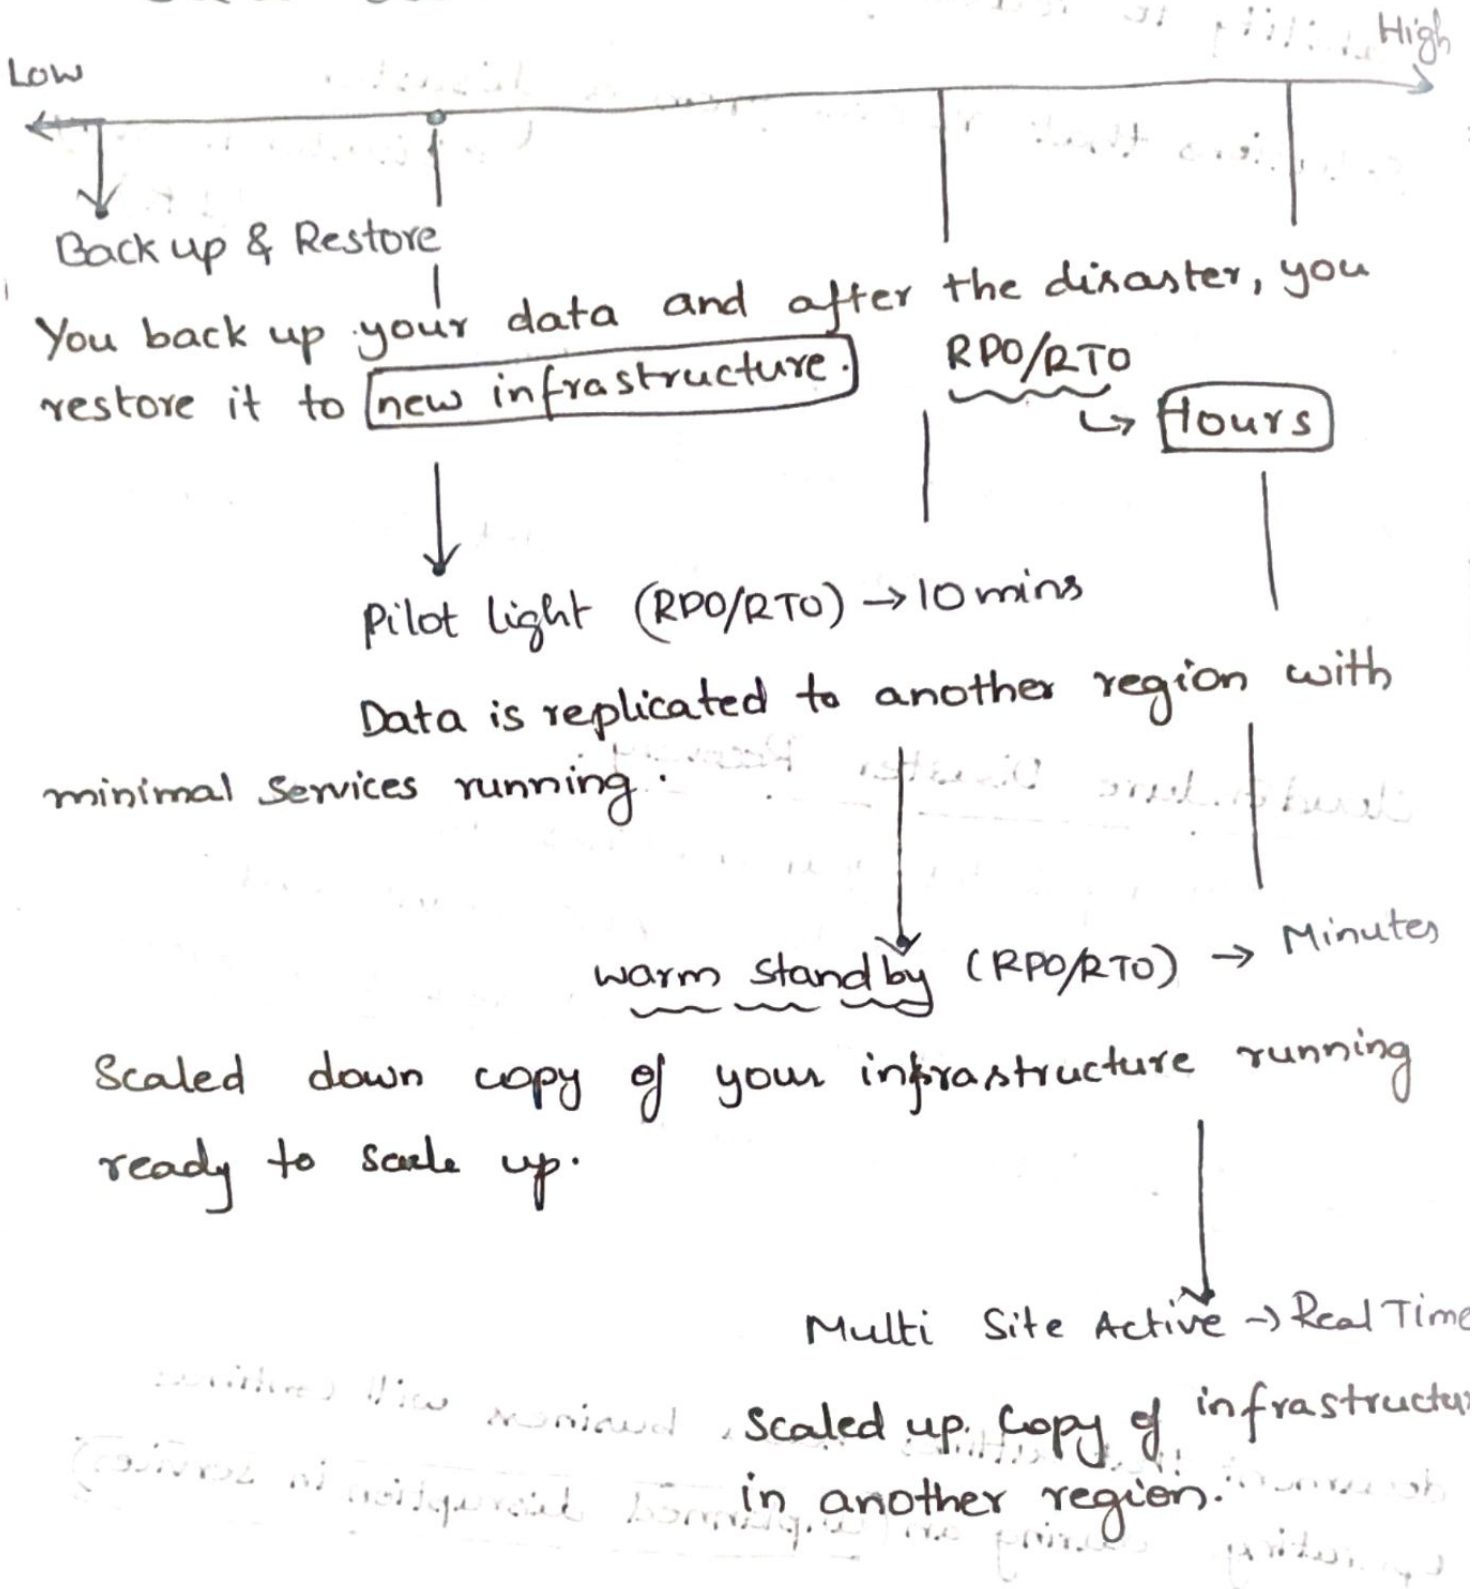 Low
High
Back up & Restore
You back up your data and after the disaster, you
restore it to new infrastructure.
RPO/RTO
↳ Hours
Pilot light (RPO/RTO) → 10 mins
Data is replicated to another region with
minimal services running.
warm standby (RPO/RTO) → Minutes
Scaled down copy of your infrastructure running
ready to scale up.
Multi Site Active → Real Time
Scaled up copy of infrastructur
in another region.